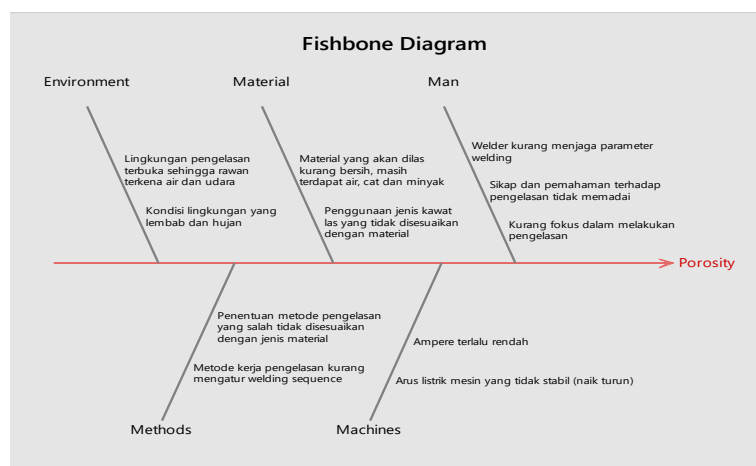 Fishbone Diagram
Environment
Material
Man
Lingkungan pengelasan
terbuka sehingga rawan
terkena air dan udara
Kondisi lingkungan yang
lembab dan hujan
Material yang akan dilas
kurang bersih, masih
terdapat air, cat dan minyak
Penggunaan jenis kawat
las yang tidak disesuaikan
dengan material
Welder kurang menjaga parameter
welding
Sikap dan pemahaman terhadap
pengelasan tidak memadai
Kurang fokus dalam melakukan
pengelasan
Porosity
Penentuan metode pengelasan
yang salah tidak disesuaikan
dengan jenis material
Metode kerja pengelasan kurang
mengatur welding sequence
Ampere terlalu rendah
Arus listrik mesin yang tidak stabil (naik turun)
Methods
Machines